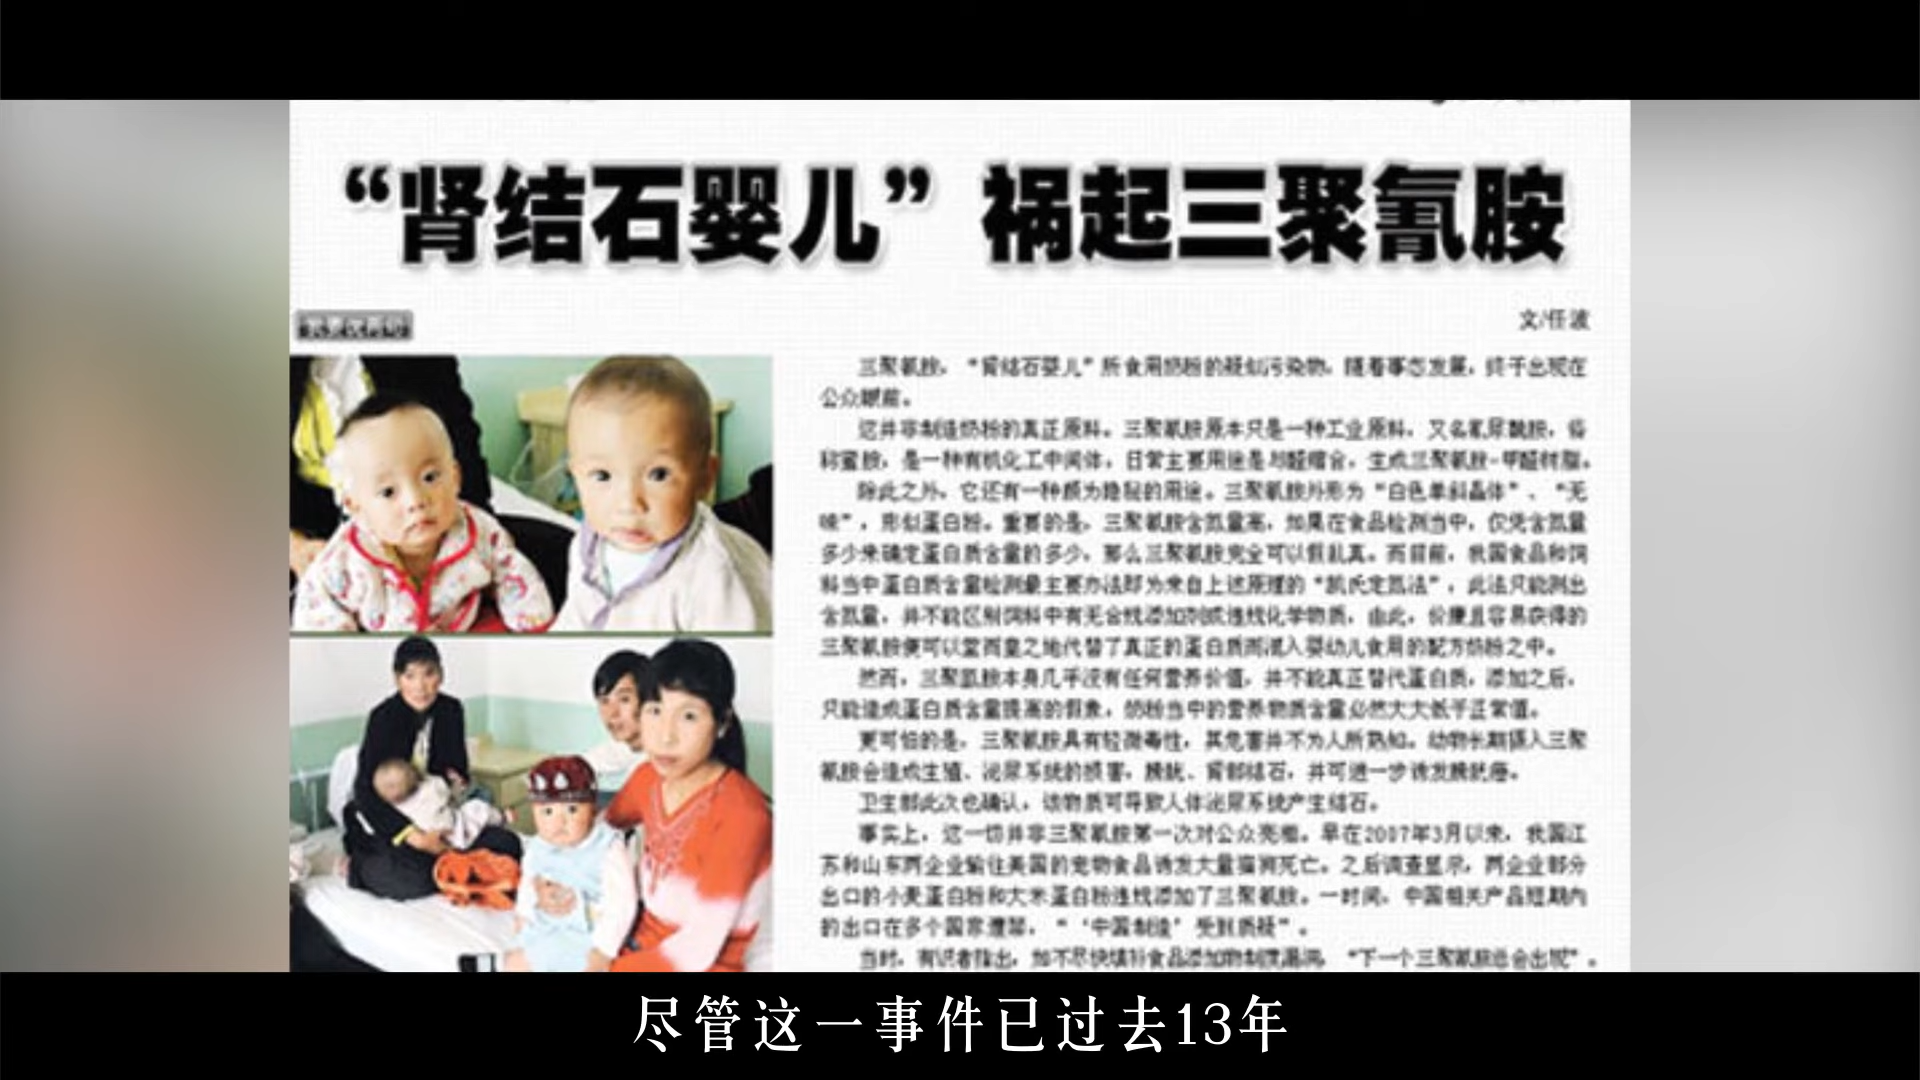 “肾结石婴儿”祸起三聚氰胺
文/任波
三聚氰胺，“肾结石婴儿”所食用奶粉的疑似污染物，随着事态发展，终于出现在
公众眼前。
这并非制造奶粉的真正原料。三聚氰胺原本只是一种工业原料，又名氰尿酰胺，俗
称蜜胺，是一种有机化工中间体，日常主要用途是与醛缩合，生成三聚氰胺-甲醛树脂。
除此之外，它还有一种颇为隐秘的用途。三聚氰胺外形为“白色单斜晶体”、“无
味”，形似蛋白粉。重要的是，三聚氰胺含氮量高，如果在食品检测当中，仅凭含氮量
多少来确定蛋白质含量的多少，那么三聚氰胺完全可以假乱真。而目前，我国食品和饲
料当中蛋白质含量检测最主要办法即为来自上述原理的“凯氏定氮法”，此法只能测出
含氮量，并不能区别饲料中有无合线添加剂或违线化学物质，由此，价廉且容易获得的
三聚氰胺便可以堂而皇之地代替了真正的蛋白质而混入婴幼儿食用的配方奶粉之中。
然而，三聚氰胺本身几乎没有任何营养价值，并不能真正替代蛋白质，添加之后，
只能造成蛋白质含量提高的假象，奶粉当中的营养物质含量必然大大低于正常值。
更可怕的是，三聚氰胺具有轻微毒性，其危害并不为人所熟知。动物长期摄入三聚
氰胺会造成生殖、泌尿系统的损害，膀胱、肾部结石，并可进一步诱发膀胱癌。
卫生部此次也确认，该物质可导致人体泌尿系统产生结石。
事实上，这一切并非三聚氰胺第一次对公众亮相。早在2007年3月以来，我国江
苏和山东两企业输往美国的宠物食品诱发大量猫狗死亡。之后调查显示，两企业部分
出口的小麦蛋白粉和大米蛋白粉违线添加了三聚氰胺。一时间，中国相关产品短期内
的出口在多个国家遭禁，“‘中国制造’受到质疑”。
当时，有识者指出，如不尽快填补食品添加物制度漏洞，“下一个三聚氰胺总会出现”。
尽管这一事件已过去13年